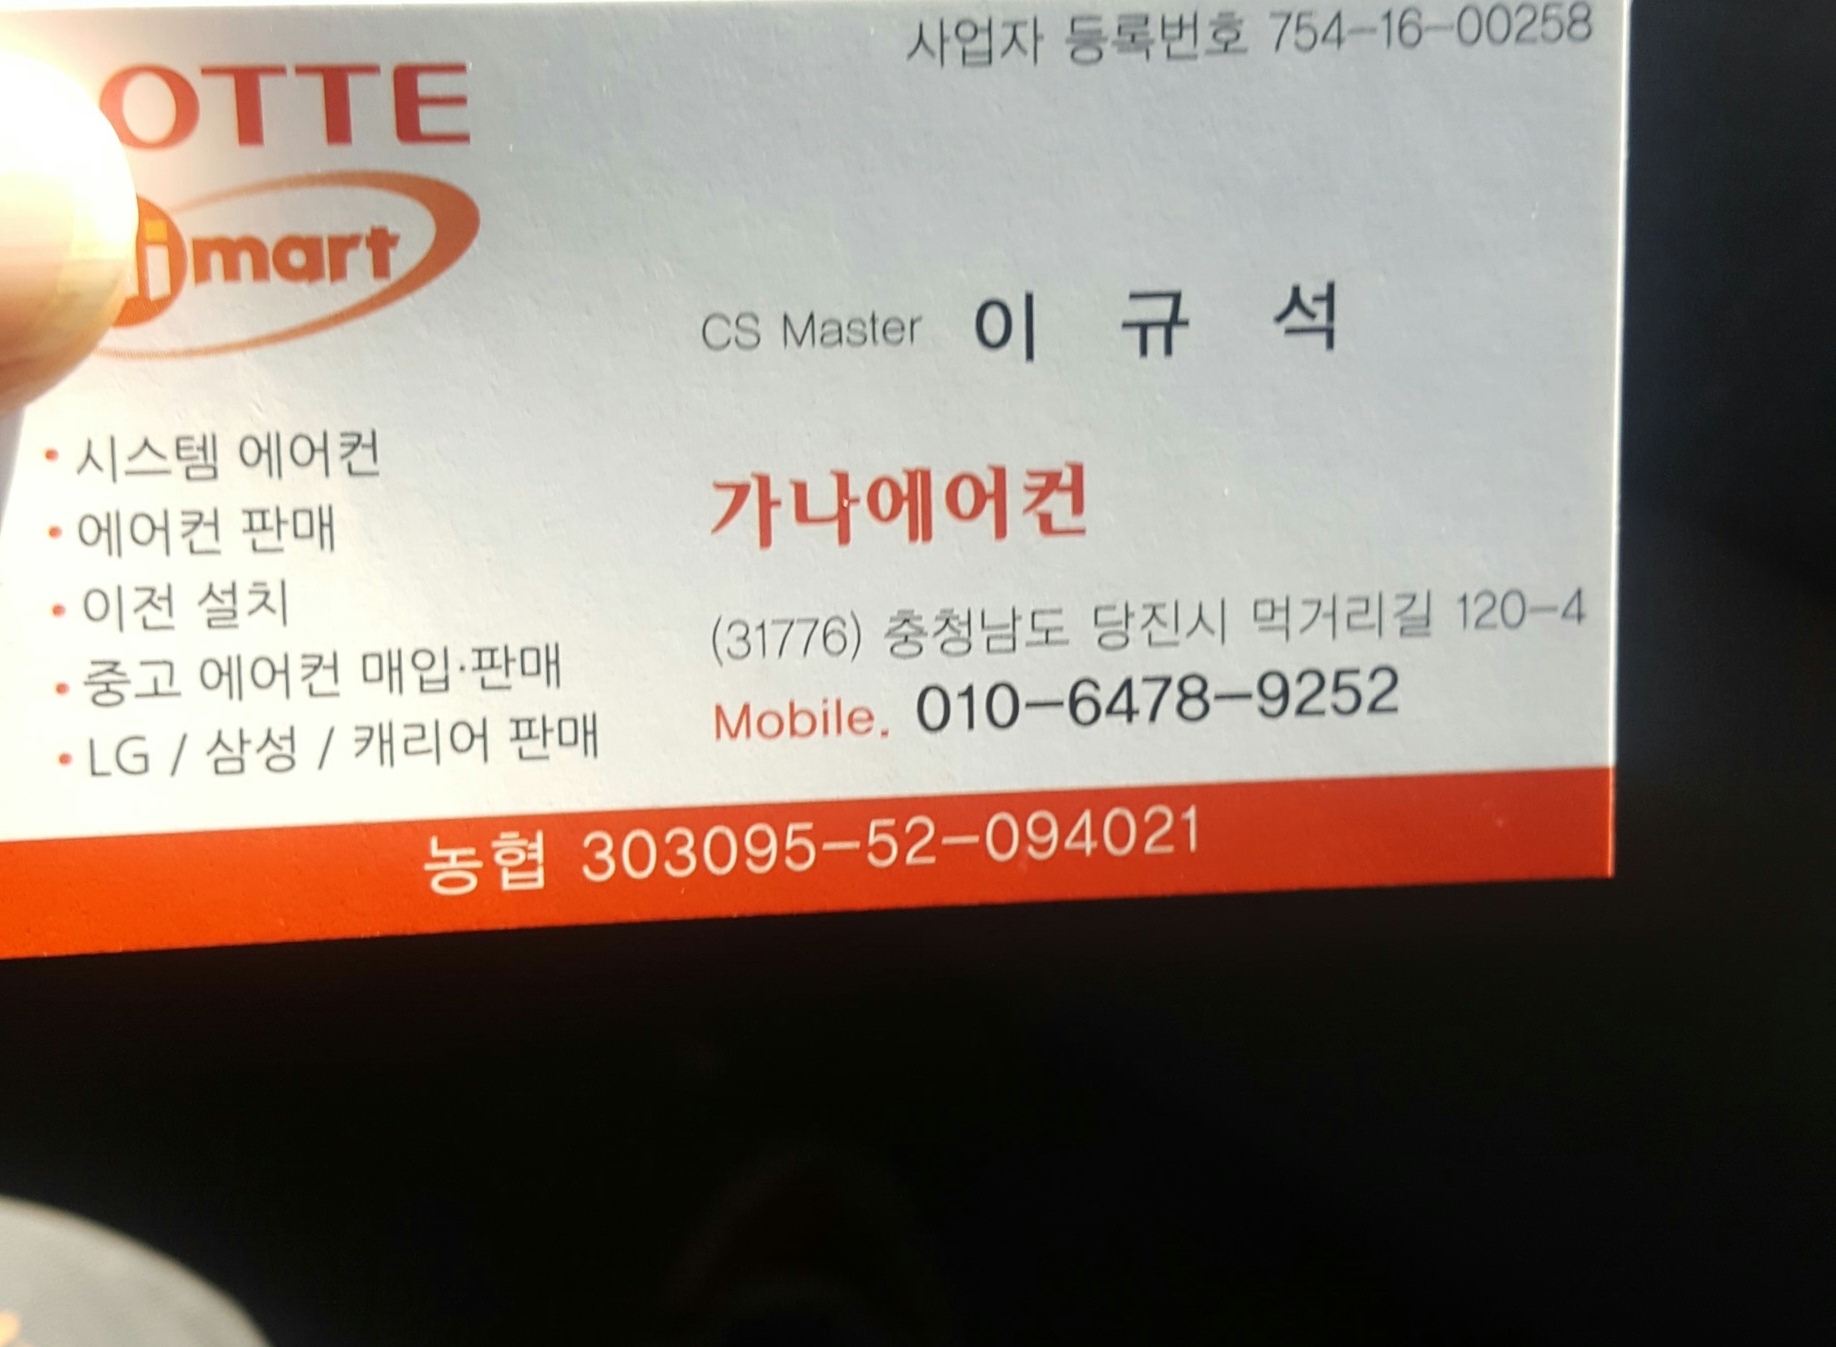 사업자 등록번호 754-16-00258
OTTE
imart
CS Master 이 규 석
· 시스템 에어컨
· 에어컨 판매
· 이전 설치
· 중고 에어컨 매입·판매
· LG / 삼성 / 캐리어 판매
가나에어컨
(31776) 충청남도 당진시 먹거리길 120-4
Mobile. 010-6478-9252
농협 303095-52-094021